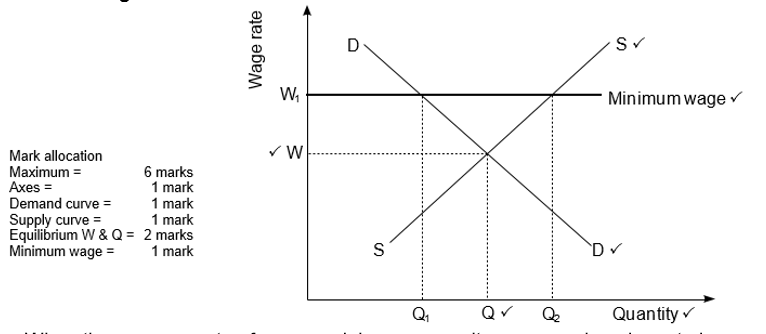 Wage rate
D
S ✓
W₁
Minimum wage ✓
✓ W
Mark allocation
Maximum = 6 marks
Axes = 1 mark
Demand curve = 1 mark
Supply curve = 1 mark
Equilibrium W & Q = 2 marks
Minimum wage = 1 mark
S
D ✓
Q₁
Q ✓
Q₂
Quantity ✓